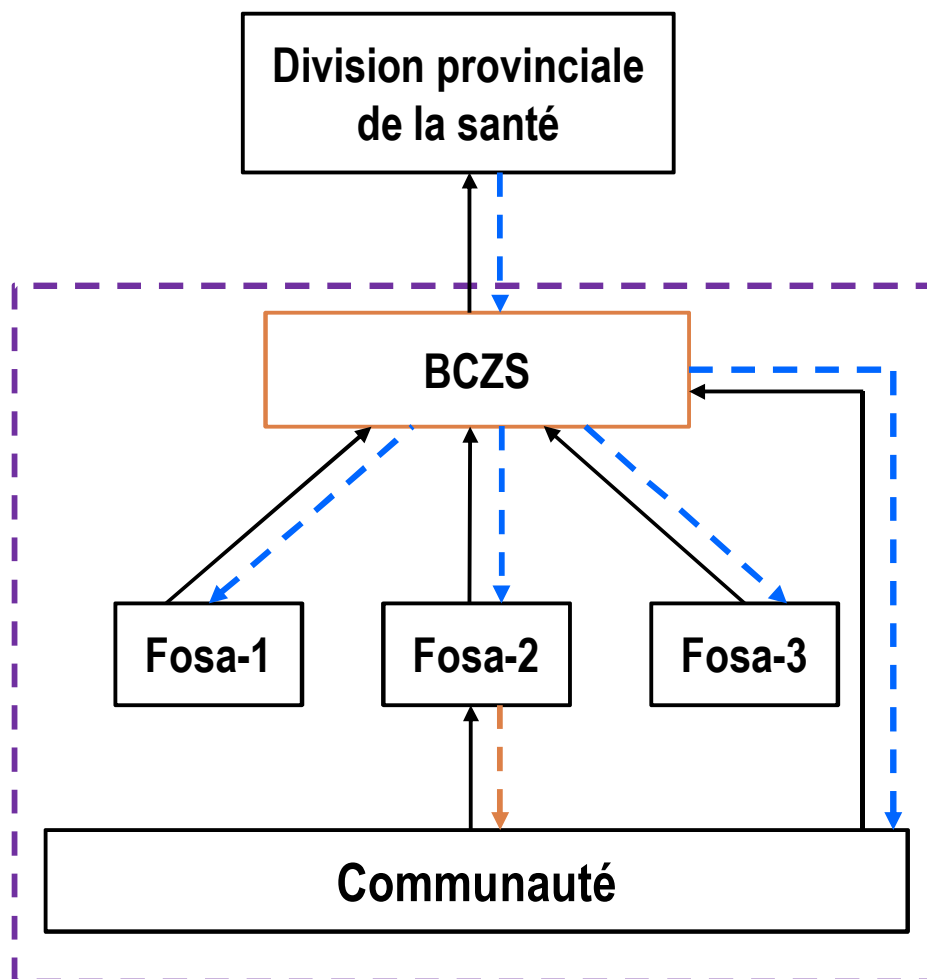 Division provinciale
de la santé
BCZS
Fosa-1
Fosa-2
Fosa-3
Communauté